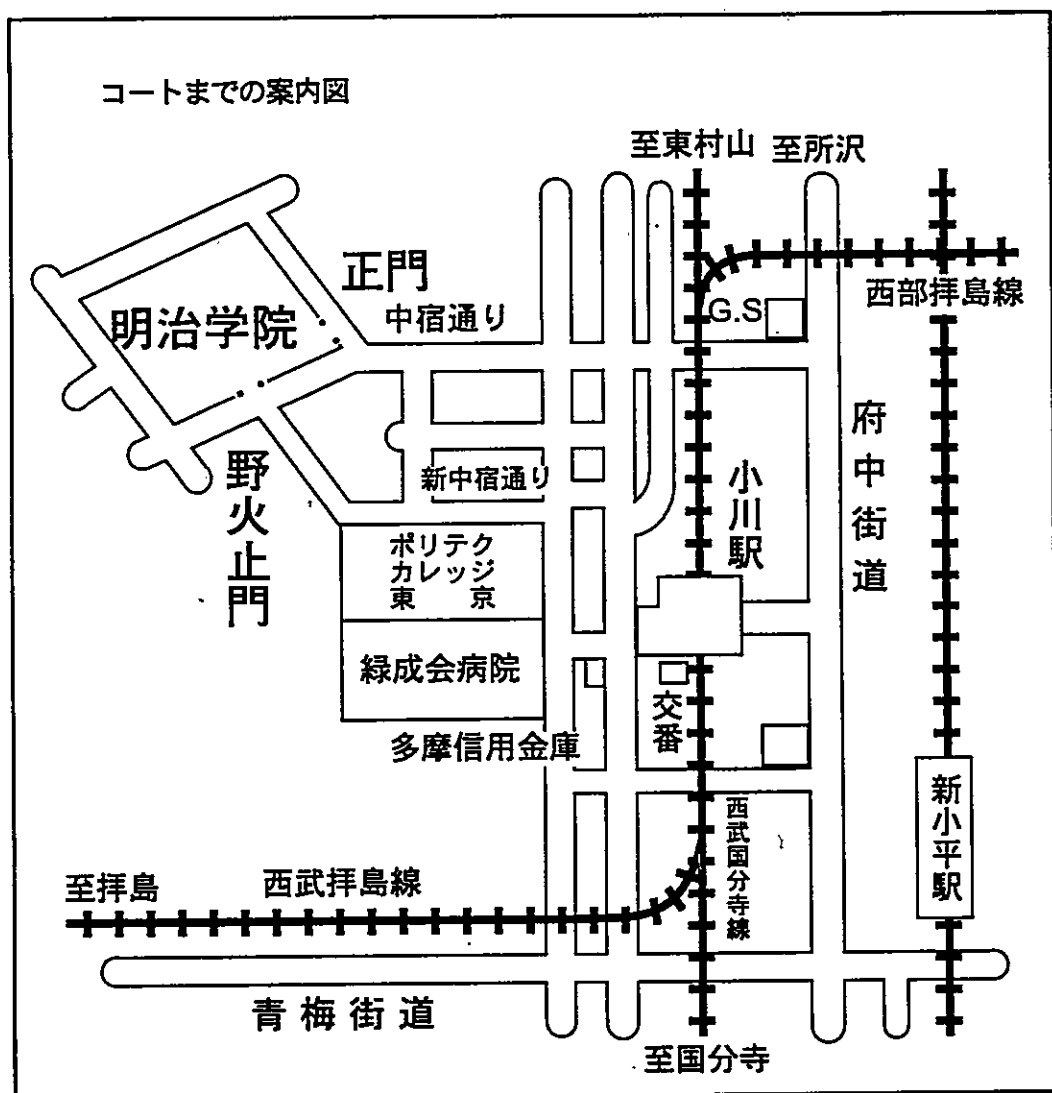 コートまでの案内図
至東村山 至所沢
正門
中宿通り
明治学院
G.S
西部拝島線
府中街道
新中宿通り
野火止門
小川駅
ポリテク
カレッジ
東 京
緑成会病院
交番
多摩信用金庫
新小平駅
西武国分寺線
至拝島
西武拝島線
青梅街道
至国分寺